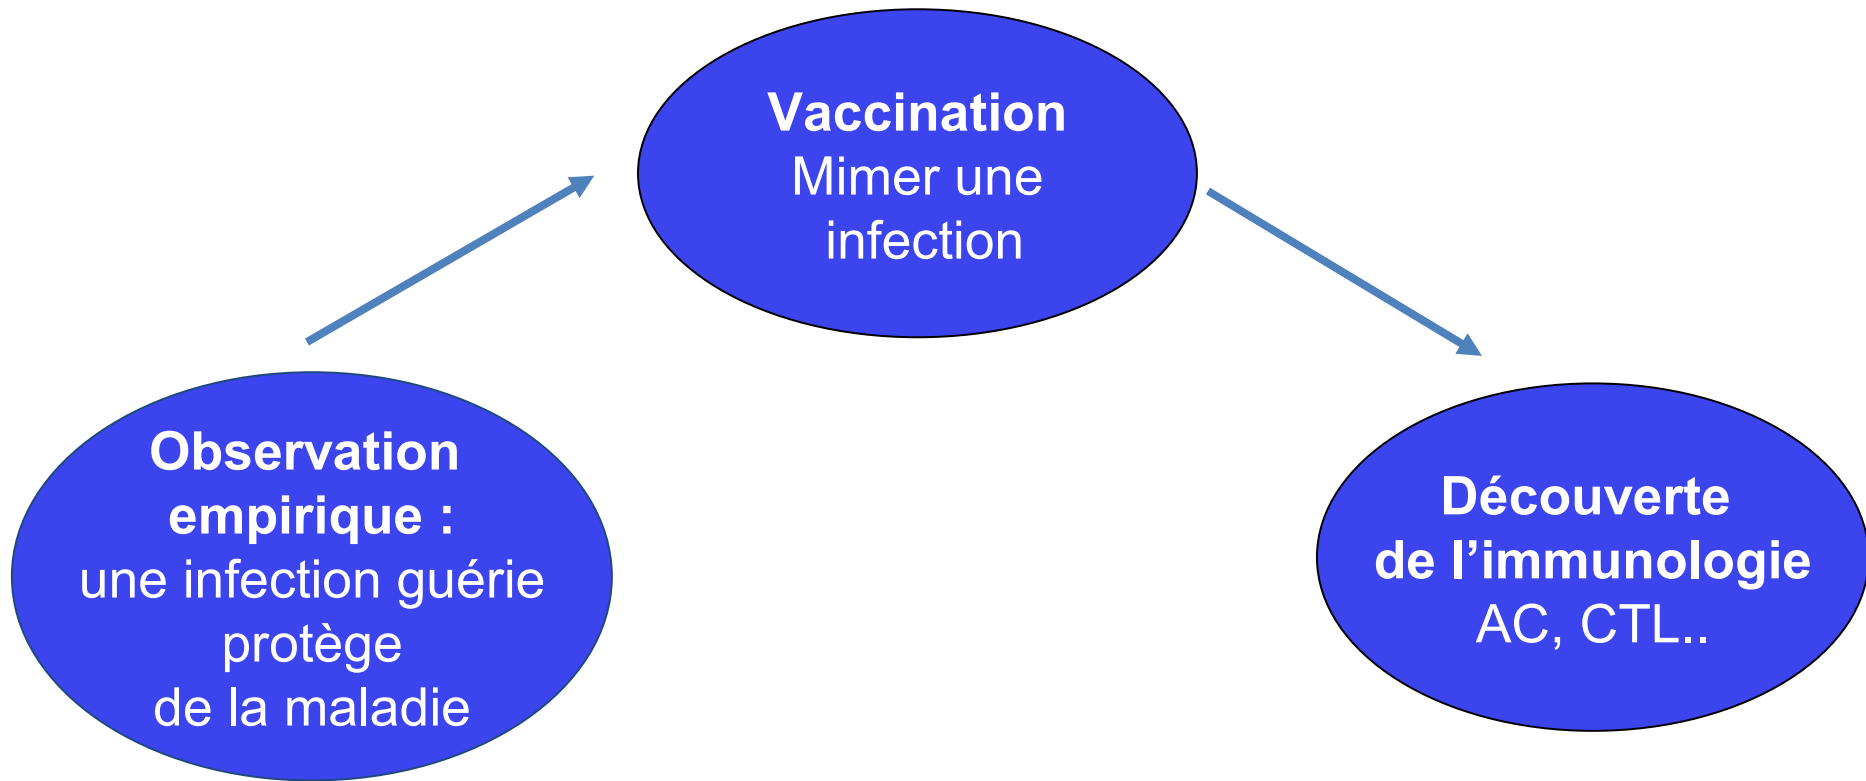 Vaccination
Mimer une
infection
Observation
empirique :
une infection guérie
protège
de la maladie
Découverte
de l’immunologie
AC, CTL..